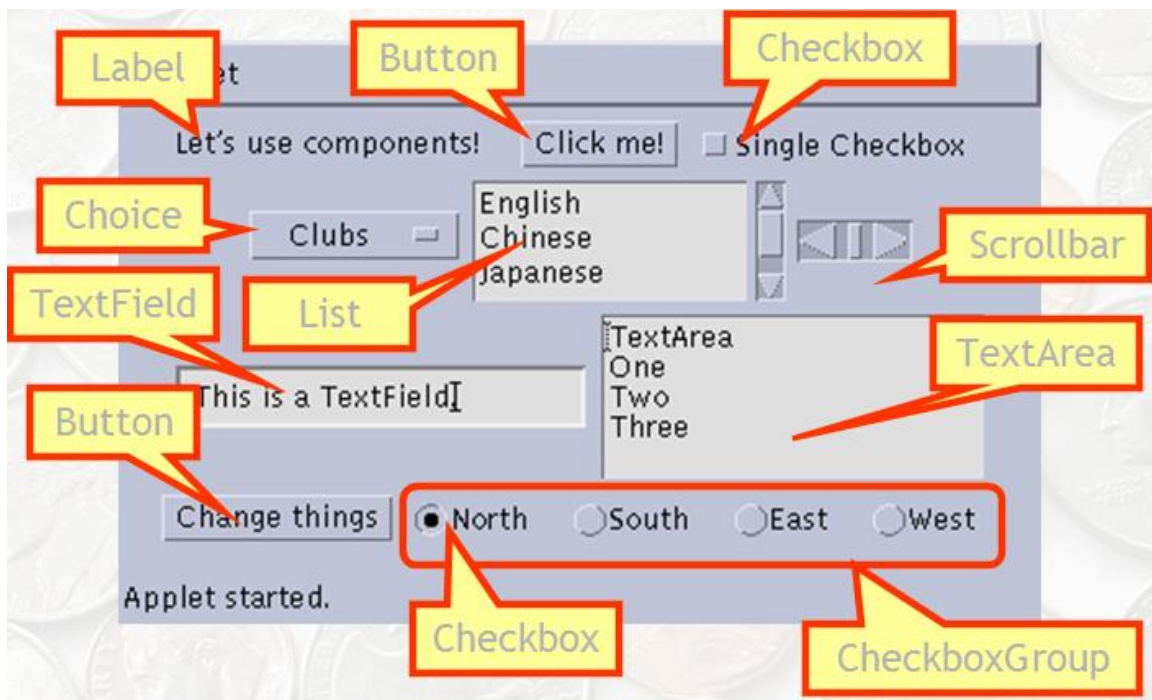 Label
Button
Checkbox
et
Let's use components!
Click me!
Single Checkbox
Choice
Clubs
English
Chinese
Japanese
Scrollbar
TextField
List
This is a TextField
TextArea
One
Two
Three
TextArea
Button
Change things
North
South
East
West
Applet started.
Checkbox
CheckboxGroup